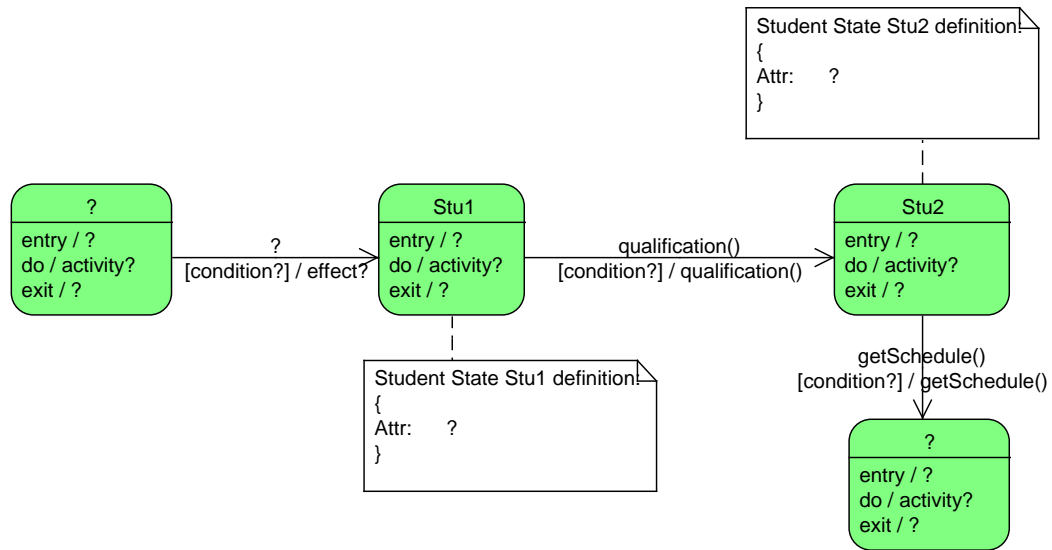 Student State Stu2 definition:
{
Attr: ?
}
?
entry / ?
do / activity?
exit / ?
?
[condition?] / effect?
Stu1
entry / ?
do / activity?
exit / ?
qualification()
[condition?] / qualification()
Stu2
entry / ?
do / activity?
exit / ?
Student State Stu1 definition:
{
Attr: ?
}
getSchedule()
[condition?] / getSchedule()
?
entry / ?
do / activity?
exit / ?